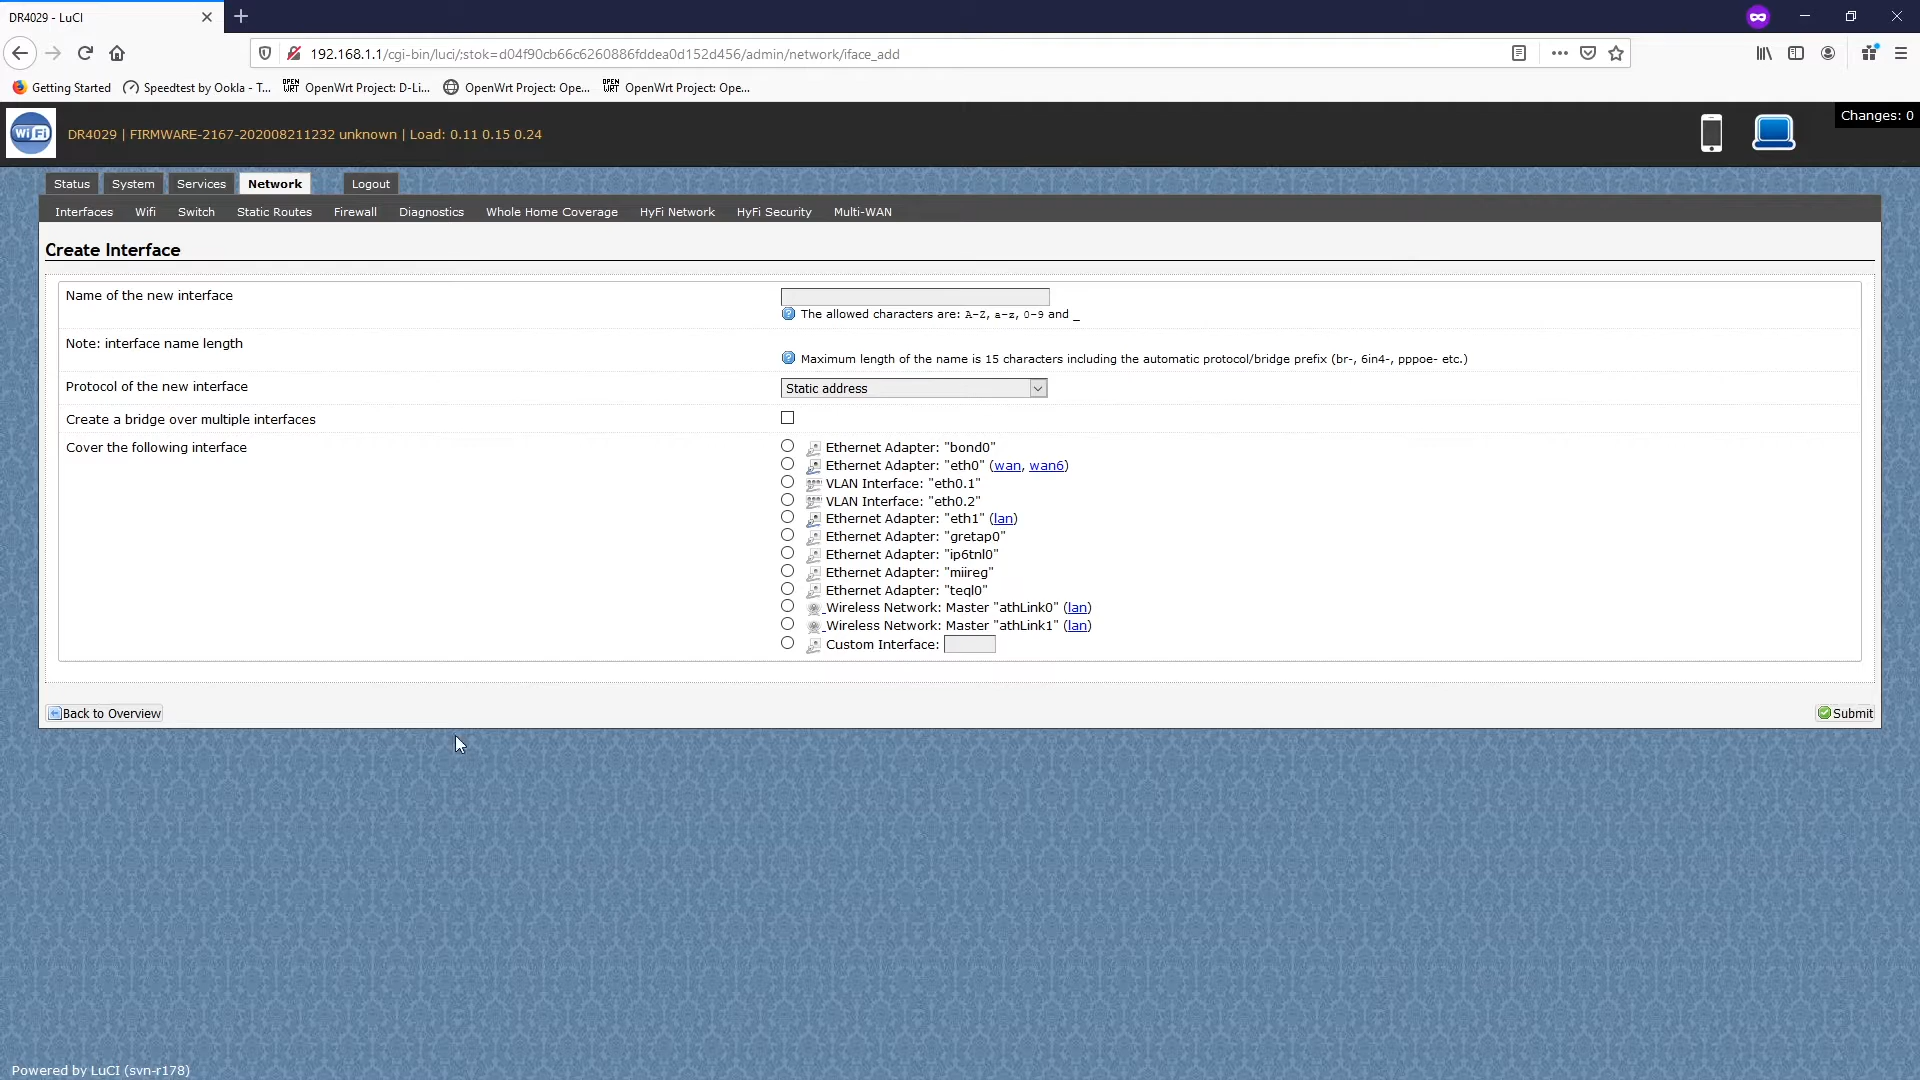 DR4029 - LuCI
192.168.1.1/cgi-bin/luci/;stok=d04f90cb66c6260886fddea0d152d456/admin/network/iface_add
Getting Started Speedtest by Ookla - T... OpenWrt Project: D-Li... OpenWrt Project: Ope... OpenWrt Project: Ope...
WiFi DR4029 | FIRMWARE-2167-202008211232 unknown | Load: 0.11 0.15 0.24 Changes: 0
Status System Services Network Logout
Interfaces Wifi Switch Static Routes Firewall Diagnostics Whole Home Coverage HyFi Network HyFi Security Multi-WAN
Create Interface
Name of the new interface
The allowed characters are: A-Z, a-z, 0-9 and _
Note: interface name length
Maximum length of the name is 15 characters including the automatic protocol/bridge prefix (br-, 6in4-, pppoe- etc.)
Protocol of the new interface Static address
Create a bridge over multiple interfaces
Cover the following interface Ethernet Adapter: "bond0"
Ethernet Adapter: "eth0" (wan, wan6)
VLAN Interface: "eth0.1"
VLAN Interface: "eth0.2"
Ethernet Adapter: "eth1" (lan)
Ethernet Adapter: "gretap0"
Ethernet Adapter: "ip6tnl0"
Ethernet Adapter: "miireg"
Ethernet Adapter: "teql0"
Wireless Network: Master "athLink0" (lan)
Wireless Network: Master "athLink1" (lan)
Custom Interface:
Back to Overview Submit
Powered by LuCI (svn-r178)